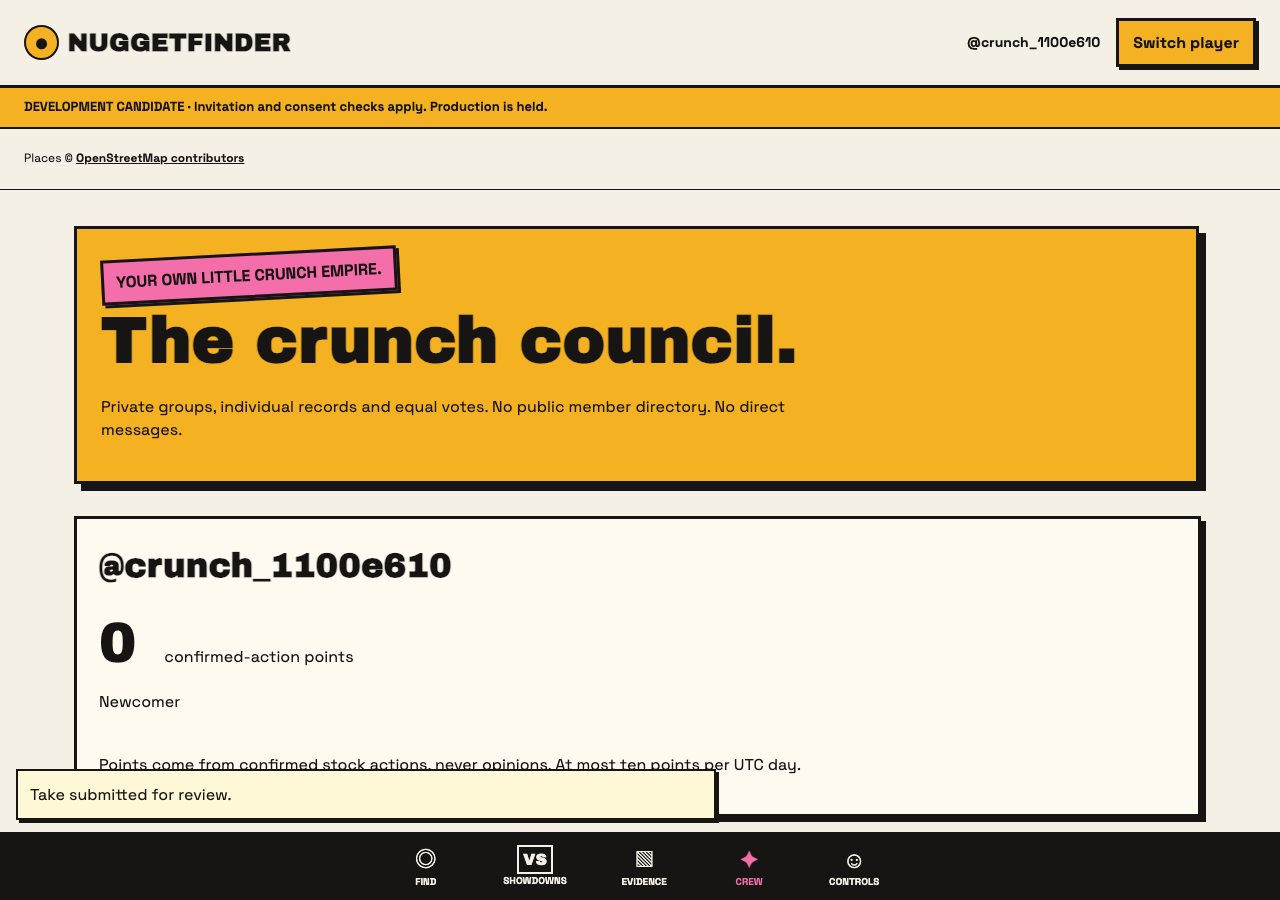 NUGGETFINDER
@crunch_1100e610
Switch player
DEVELOPMENT CANDIDATE · Invitation and consent checks apply. Production is held.
Places © OpenStreetMap contributors
YOUR OWN LITTLE CRUNCH EMPIRE.
The crunch council.
Private groups, individual records and equal votes. No public member directory. No direct
messages.
@crunch_1100e610
0 confirmed-action points
Newcomer
Points come from confirmed stock actions, never opinions. At most ten points per UTC day.
Take submitted for review.
VS
FIND SHOWDOWNS EVIDENCE CREW CONTROLS